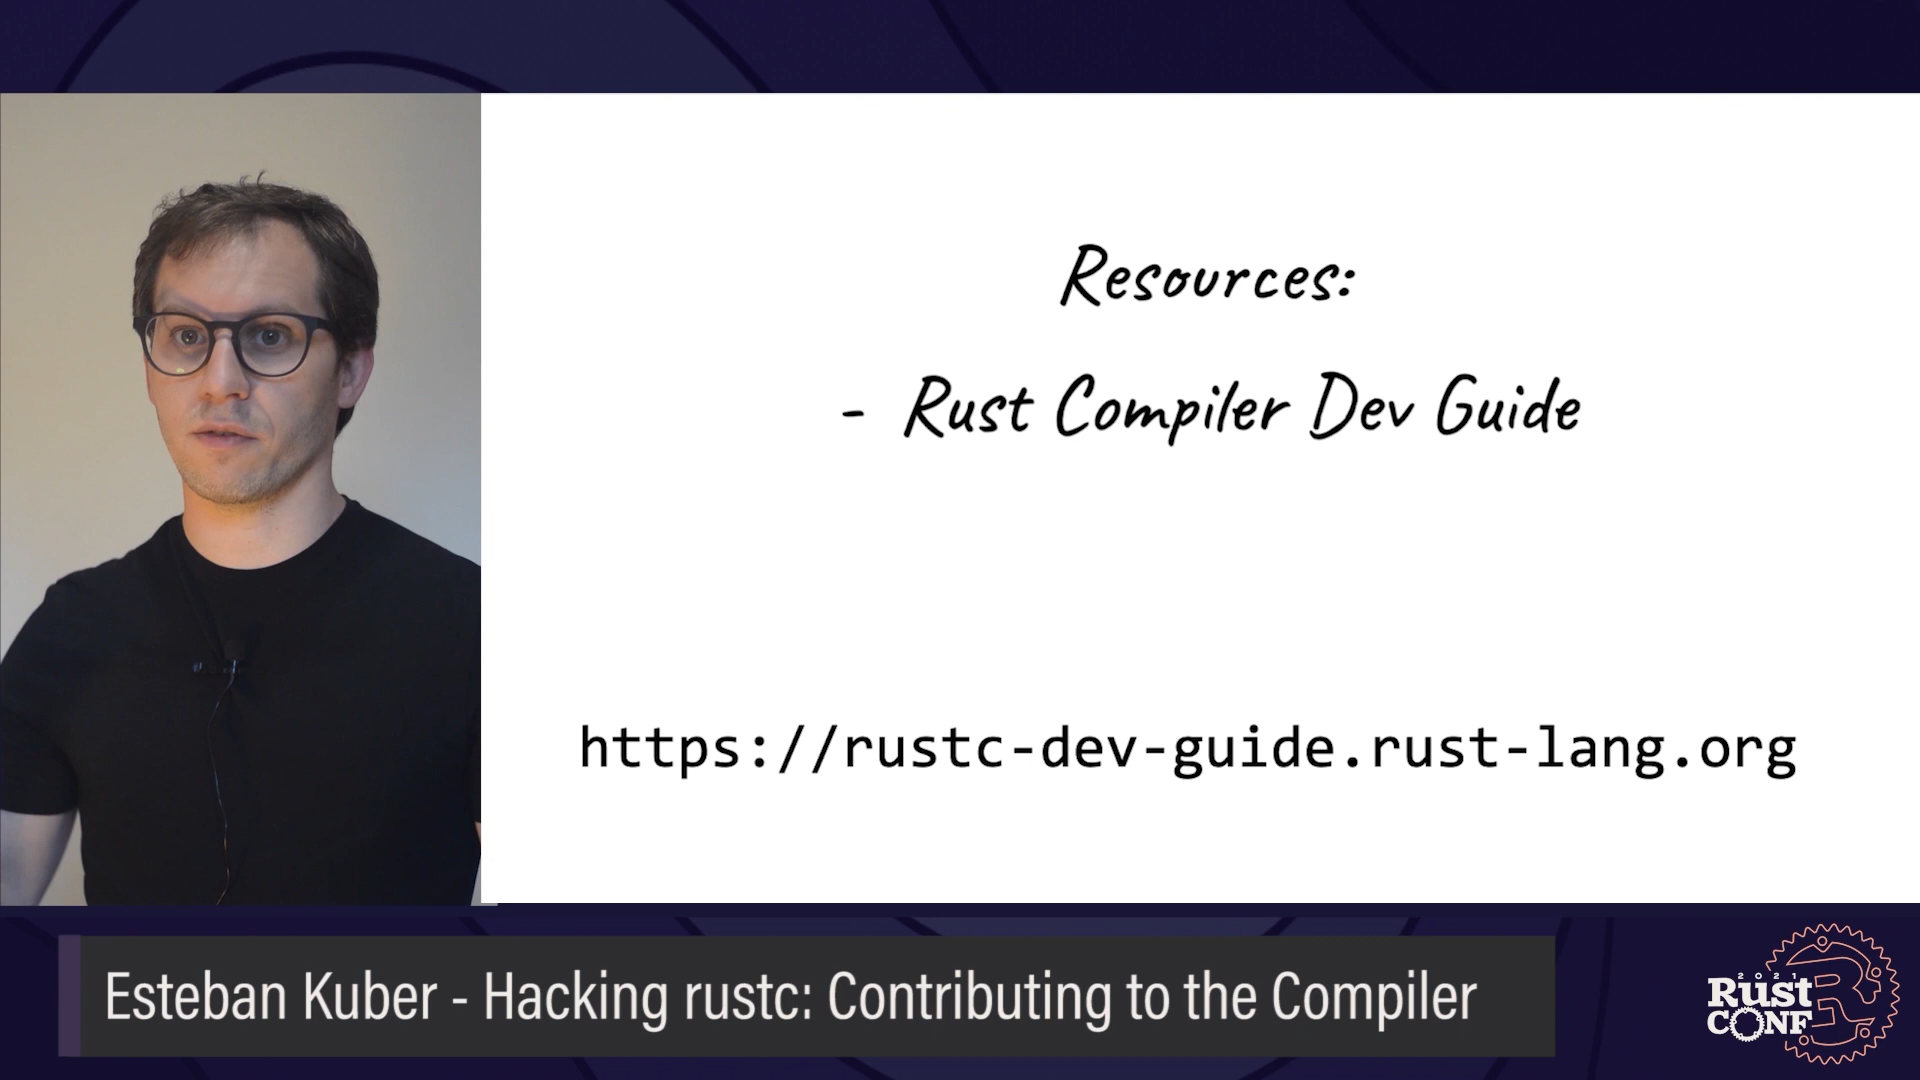 Resources:
- Rust Compiler Dev Guide
https://rustc-dev-guide.rust-lang.org
Esteban Kuber - Hacking rustc: Contributing to the Compiler
2021
Rust
CONF
R